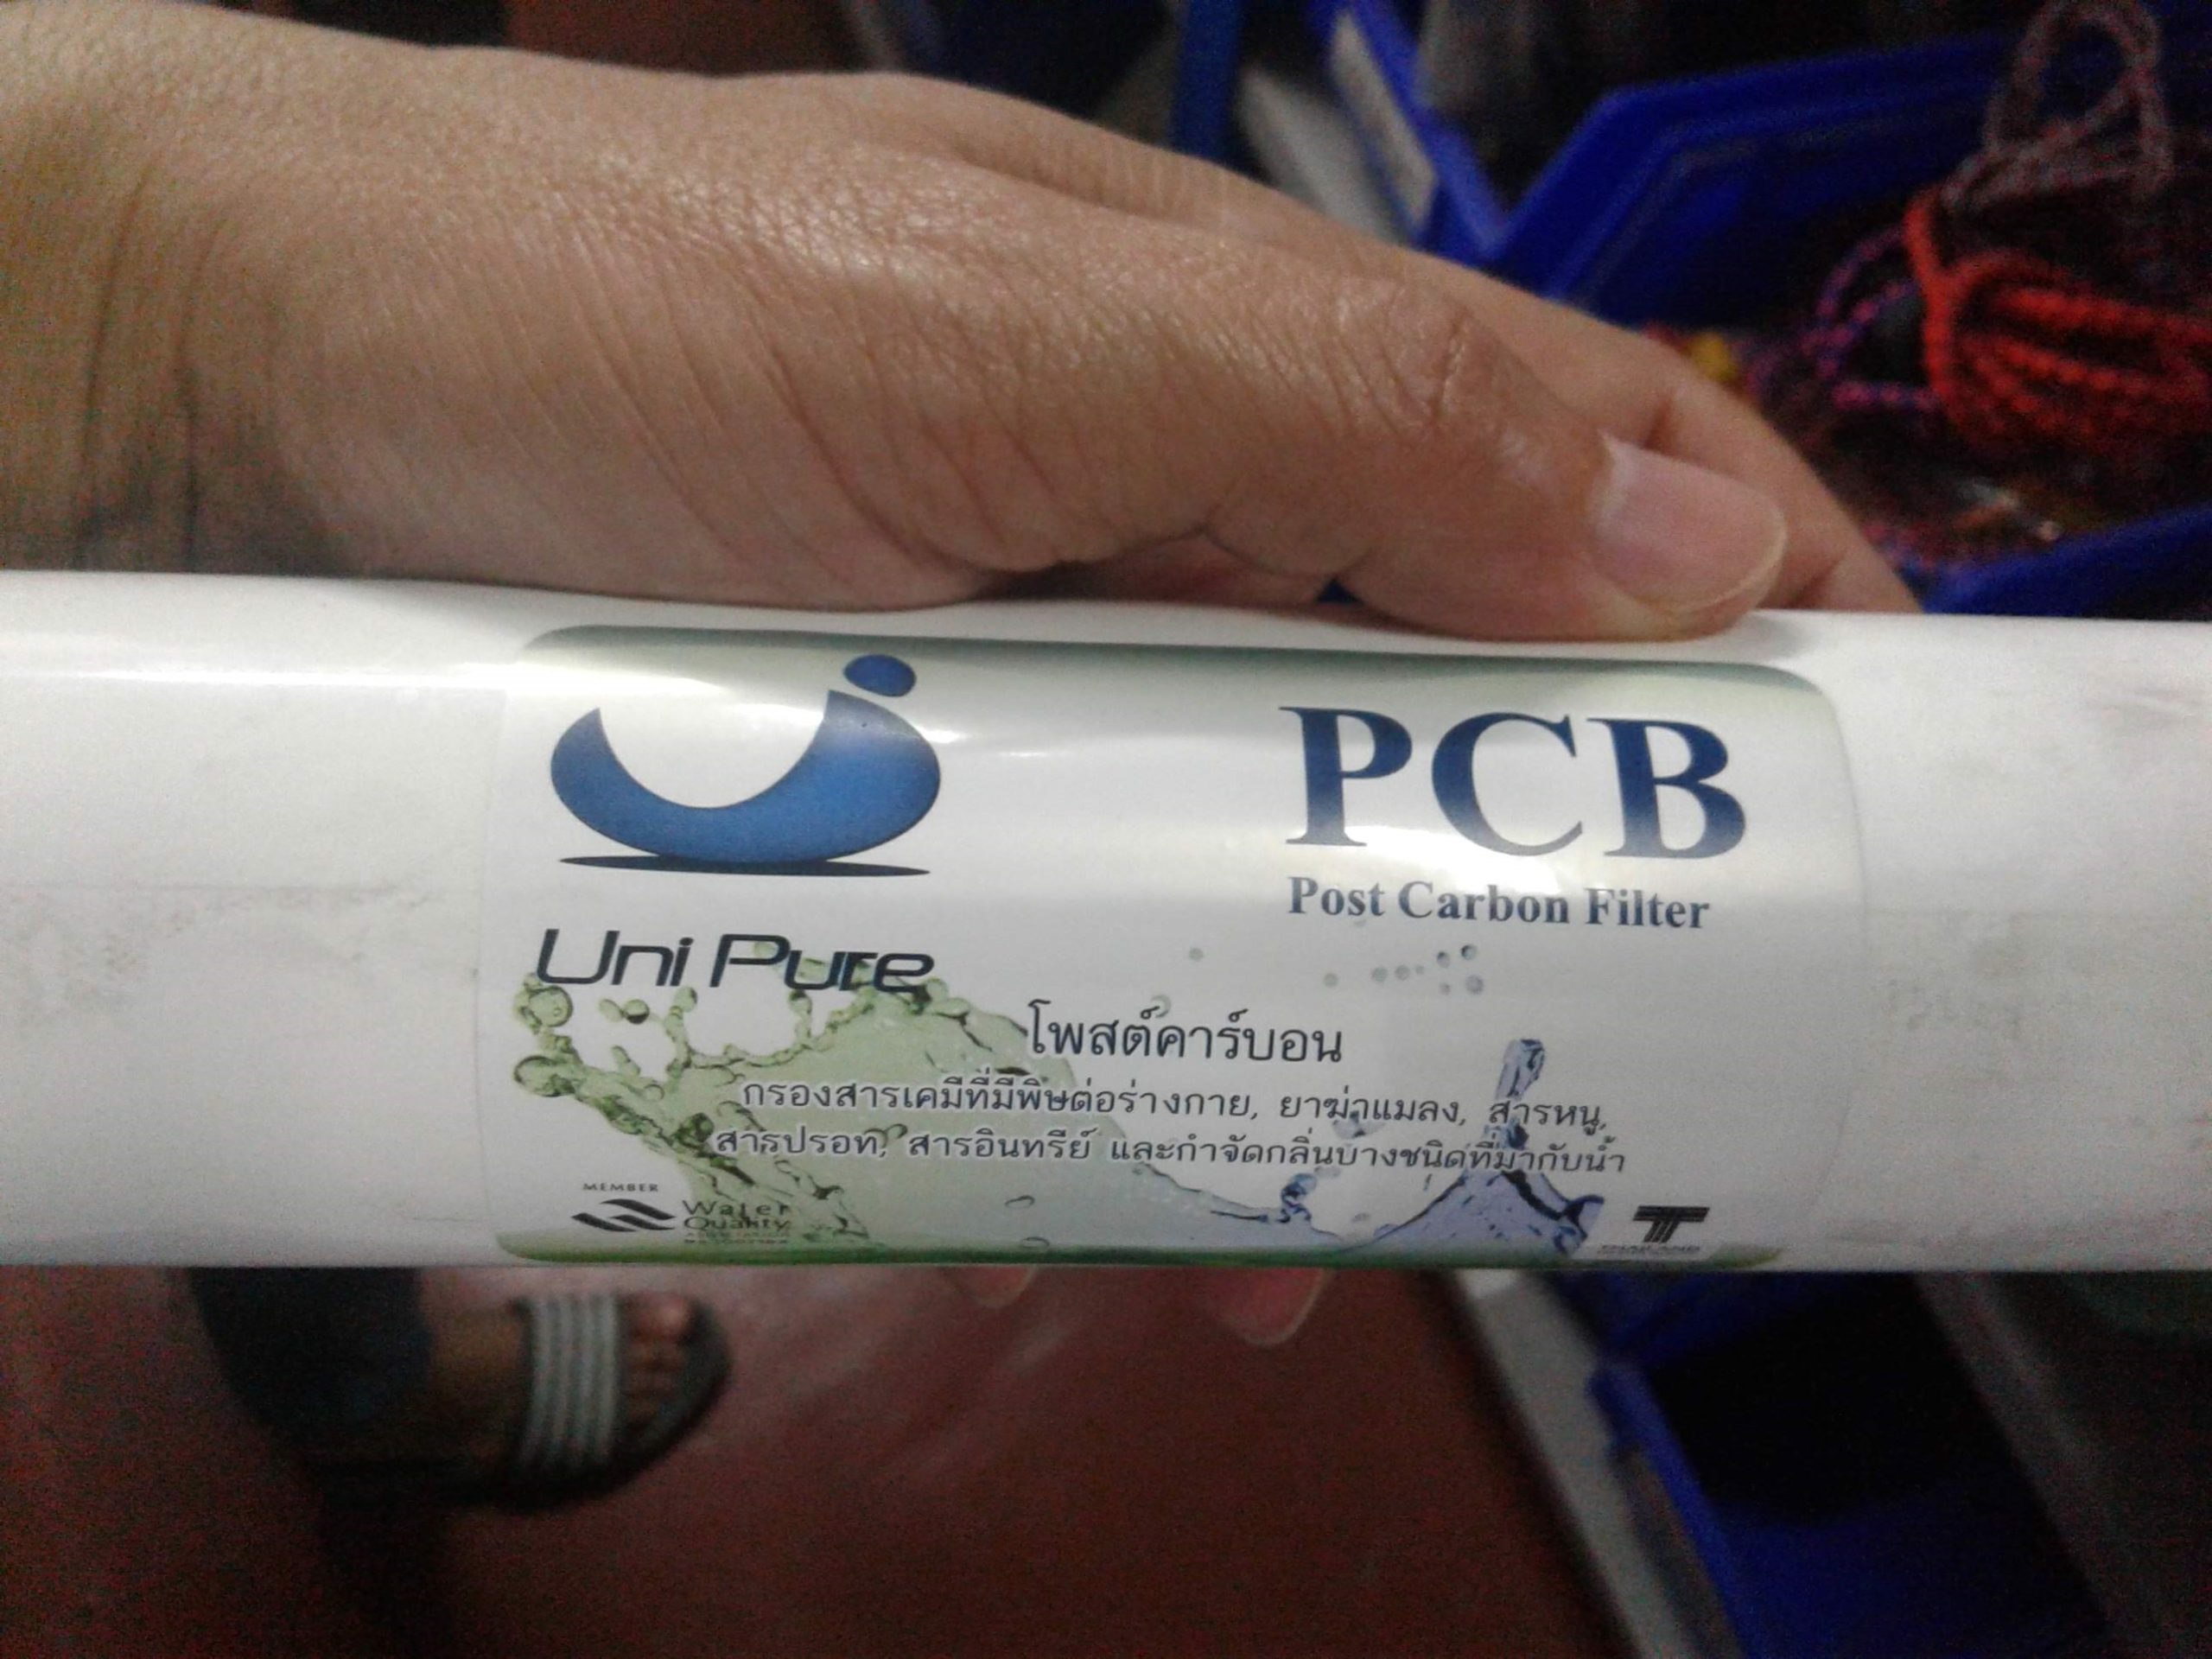 PCB
Post Carbon Filter
Uni Pure
โพสต์คาร์บอน
กรองสารเคมีที่มีพิษต่อร่างกาย, ยาฆ่าแมลง, สารหนู,
สารปรอท, สารอินทรีย์ และกำจัดกลิ่นบางชนิดที่มากับน้ำ
MEMBER
Water
Quality